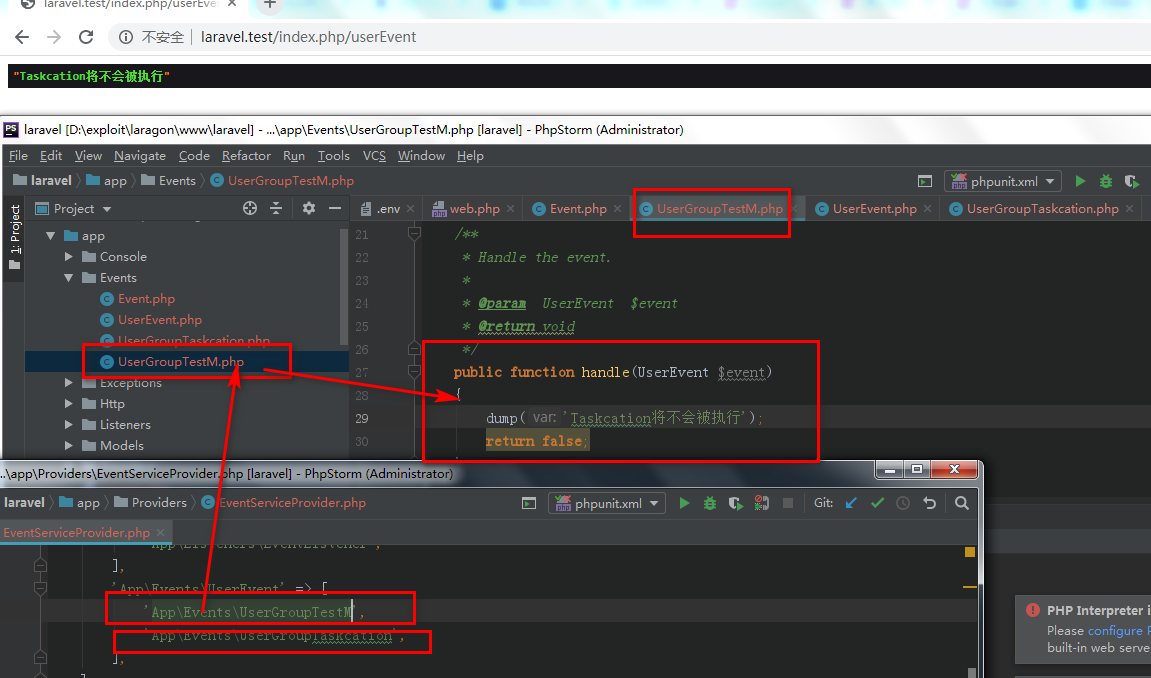 laravel.test/index.php/userEve
不安全 laravel.test/index.php/userEvent
"Taskcation将不会被执行"
PS laravel [D:\exploit\laragon\www\laravel] - ...\app\Events\UserGroupTestM.php [laravel] - PhpStorm (Administrator)
File Edit View Navigate Code Refactor Run Tools VCS Window Help
laravel app Events UserGroupTestM.php phpunit.xml
1: Project
Project .env web.php Event.php UserGroupTestM.php UserEvent.php UserGroupTaskcation.php
app
Console
Events
Event.php
UserEvent.php
UserGroupTaskcation.php
UserGroupTestM.php
Exceptions
Http
Listeners
Models
21 /**
22 * Handle the event.
23 *
24 * @param UserEvent $event
25 * @return void
26 */
27 public function handle(UserEvent $event)
28 {
29 dump( var: 'Taskcation将不会被执行');
30 return false;
..\app\Providers\EventServiceProvider.php [laravel] - PhpStorm (Administrator)
laravel app Providers EventServiceProvider.php phpunit.xml Git:
EventServiceProvider.php
'App\Listeners\EventListener',
],
'App\Events\UserEvent' => [
'App\Events\UserGroupTestM',
'App\Events\UserGroupTaskcation',
],
PHP Interpreter i
Please configure P
built-in web serve